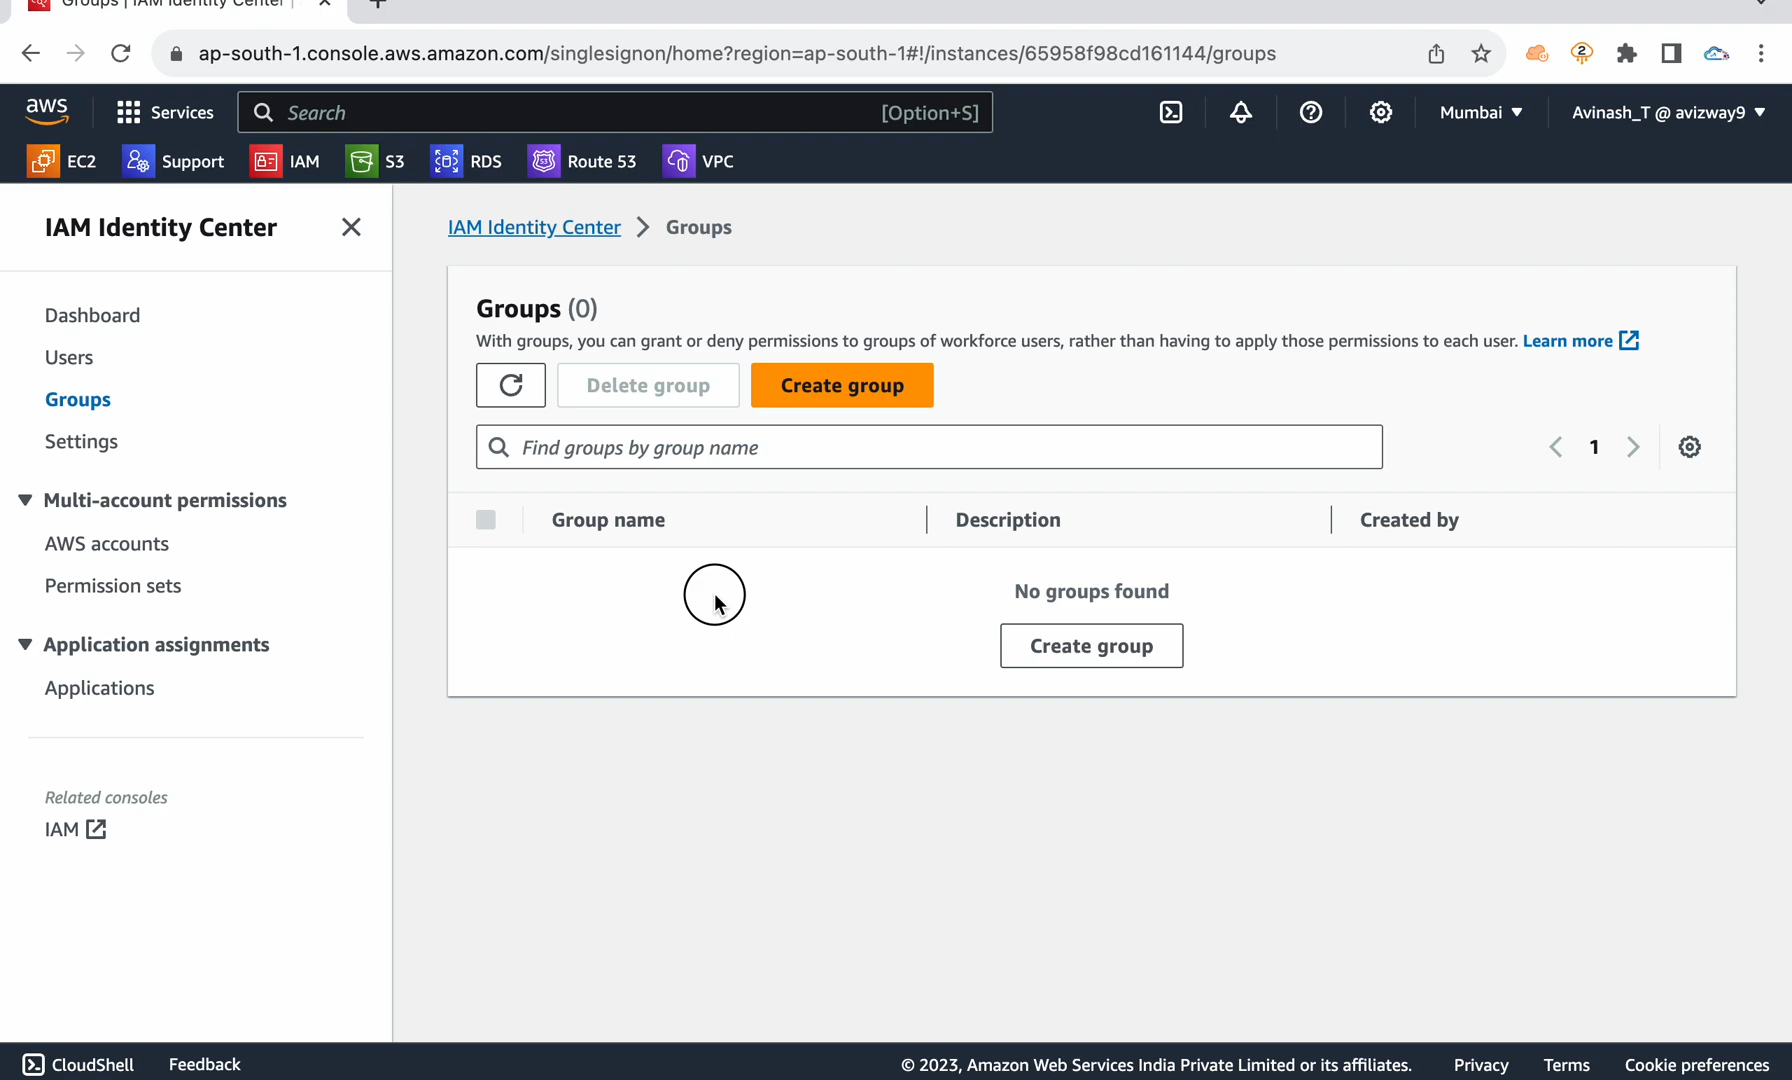 Groups | IAM Identity Center |
ap-south-1.console.aws.amazon.com/singlesignon/home?region=ap-south-1#!/instances/65958f98cd161144/groups
2
aws
Services
Search
[Option+S]
Mumbai
Avinash_T @ avizway9
EC2
Support
IAM
S3
RDS
Route 53
VPC
IAM Identity Center
Dashboard
Users
Groups
Settings
Multi-account permissions
AWS accounts
Permission sets
Application assignments
Applications
Related consoles
IAM
IAM Identity Center > Groups
Groups (0)
With groups, you can grant or deny permissions to groups of workforce users, rather than having to apply those permissions to each user. Learn more
Delete group
Create group
Find groups by group name
1
Group name
Description
Created by
No groups found
Create group
CloudShell
Feedback
© 2023, Amazon Web Services India Private Limited or its affiliates.
Privacy
Terms
Cookie preferences